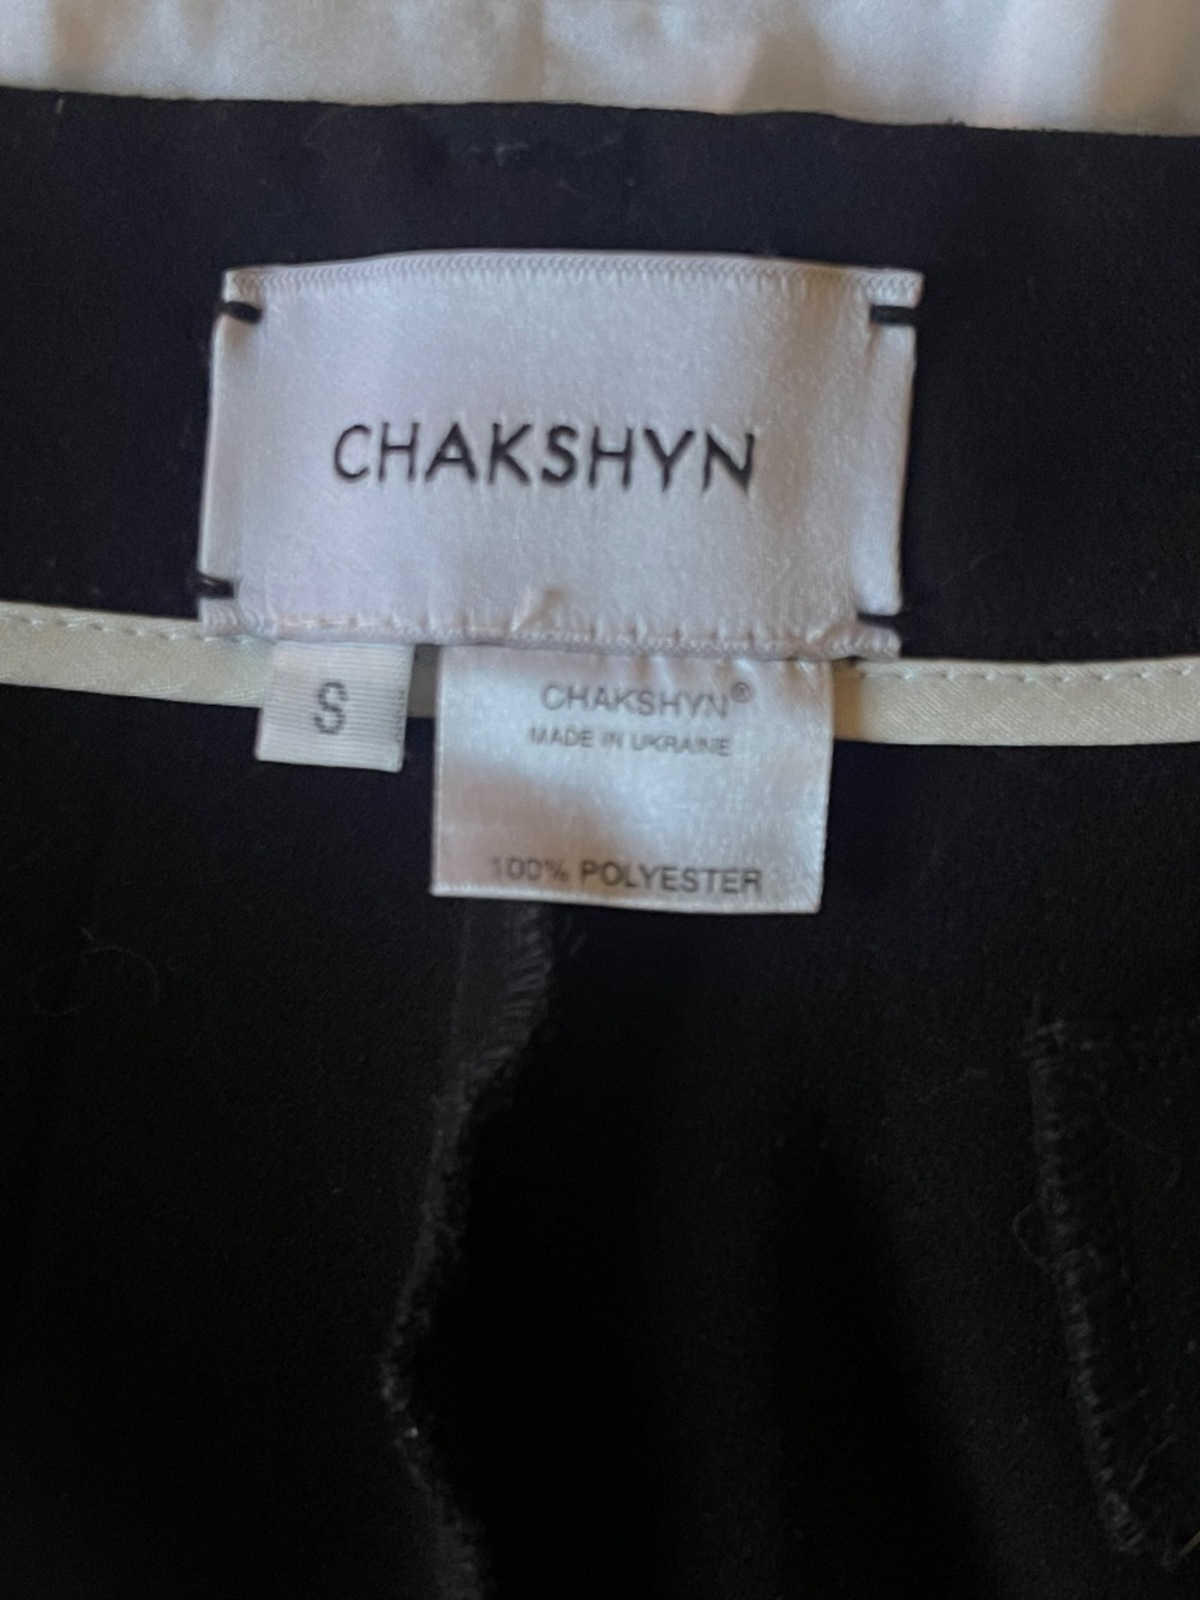 CHAKSHYN
S
CHAKSHYN®
MADE IN UKRAINE
100% POLYESTER